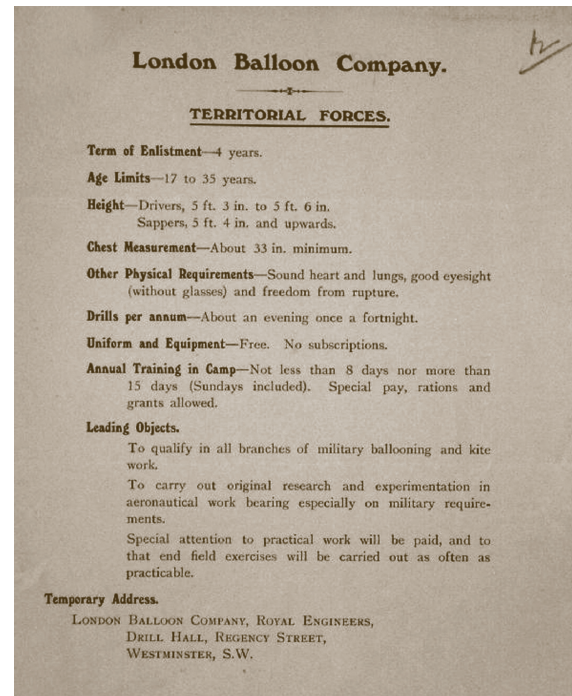 London Balloon Company.
TERRITORIAL FORCES.
Term of Enlistment—4 years.
Age Limits—17 to 35 years.
Height—Drivers, 5 ft. 3 in. to 5 ft. 6 in.
Sappers, 5 ft. 4 in. and upwards.
Chest Measurement—About 33 in. minimum.
Other Physical Requirements—Sound heart and lungs, good eyesight
(without glasses) and freedom from rupture.
Drills per annum—About an evening once a fortnight.
Uniform and Equipment—Free. No subscriptions.
Annual Training in Camp—Not less than 8 days nor more than
15 days (Sundays included). Special pay, rations and
grants allowed.
Leading Objects.
To qualify in all branches of military ballooning and kite
work.
To carry out original research and experimentation in
aeronautical work bearing especially on military require-
ments.
Special attention to practical work will be paid, and to
that end field exercises will be carried out as often as
practicable.
Temporary Address.
LONDON BALLOON COMPANY, ROYAL ENGINEERS,
DRILL HALL, REGENCY STREET,
WESTMINSTER, S.W.